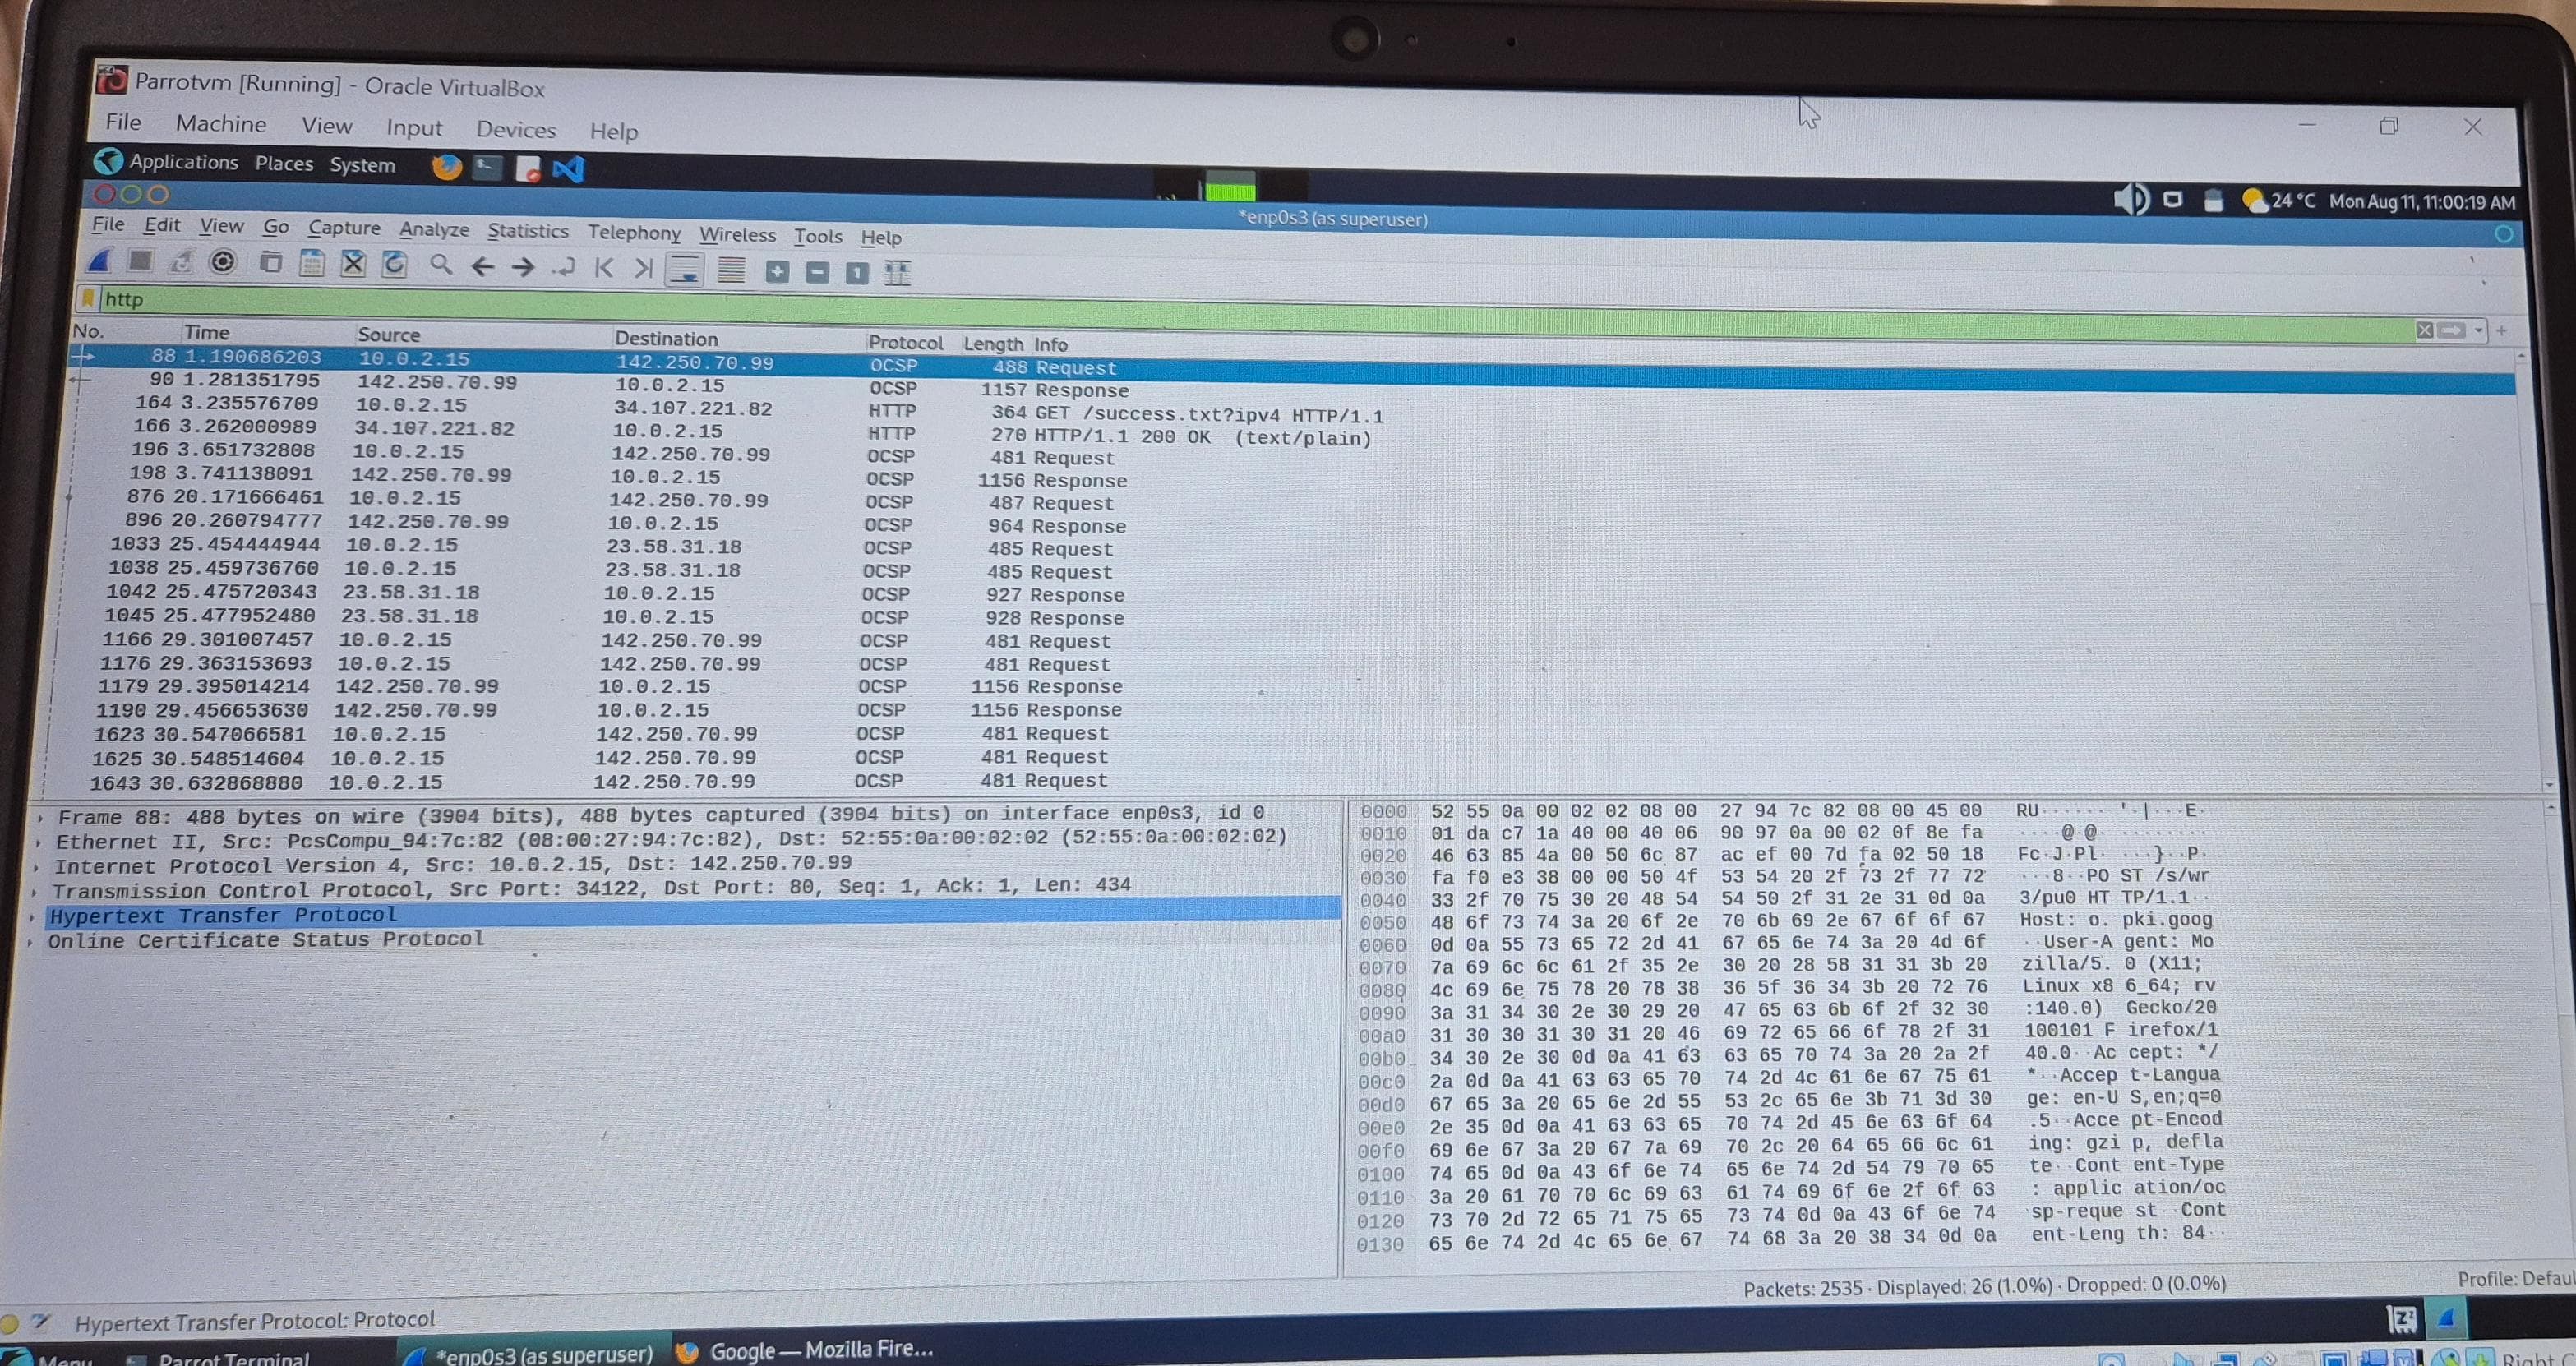 Parrotvm [Running] - Oracle VirtualBox
File Machine View Input Devices Help
Applications Places System
24 °C Mon Aug 11, 11:00:19 AM
*enp0s3 (as superuser)
File Edit View Go Capture Analyze Statistics Telephony Wireless Tools Help
http
No. Time Source Destination Protocol Length Info
88 1.190686203 10.0.2.15 142.250.70.99 OCSP 488 Request
90 1.281351795 142.250.70.99 10.0.2.15 OCSP 1157 Response
164 3.235576709 10.0.2.15 34.107.221.82 HTTP 364 GET /success.txt?ipv4 HTTP/1.1
166 3.262000989 34.107.221.82 10.0.2.15 HTTP 270 HTTP/1.1 200 OK (text/plain)
196 3.651732808 10.0.2.15 142.250.70.99 OCSP 481 Request
198 3.741138091 142.250.70.99 10.0.2.15 OCSP 1156 Response
876 20.171666461 10.0.2.15 142.250.70.99 OCSP 487 Request
896 20.260794777 142.250.70.99 10.0.2.15 OCSP 964 Response
1033 25.454444944 10.0.2.15 23.58.31.18 OCSP 485 Request
1038 25.459736760 10.0.2.15 23.58.31.18 OCSP 485 Request
1042 25.475720343 23.58.31.18 10.0.2.15 OCSP 927 Response
1045 25.477952480 23.58.31.18 10.0.2.15 OCSP 928 Response
1166 29.301007457 10.0.2.15 142.250.70.99 OCSP 481 Request
1176 29.363153693 10.0.2.15 142.250.70.99 OCSP 481 Request
1179 29.395014214 142.250.70.99 10.0.2.15 OCSP 1156 Response
1190 29.456653630 142.250.70.99 10.0.2.15 OCSP 1156 Response
1623 30.547066581 10.0.2.15 142.250.70.99 OCSP 481 Request
1625 30.548514604 10.0.2.15 142.250.70.99 OCSP 481 Request
1643 30.632868880 10.0.2.15 142.250.70.99 OCSP 481 Request
Frame 88: 488 bytes on wire (3904 bits), 488 bytes captured (3904 bits) on interface enp0s3, id 0
Ethernet II, Src: PcsCompu_94:7c:82 (08:00:27:94:7c:82), Dst: 52:55:0a:00:02:02 (52:55:0a:00:02:02)
Internet Protocol Version 4, Src: 10.0.2.15, Dst: 142.250.70.99
Transmission Control Protocol, Src Port: 34122, Dst Port: 80, Seq: 1, Ack: 1, Len: 434
Hypertext Transfer Protocol
Online Certificate Status Protocol
0000 52 55 0a 00 02 02 08 00 27 94 7c 82 08 00 45 00 RU······ '·|···E·
0010 01 da c7 1a 40 00 40 06 90 97 0a 00 02 0f 8e fa ····@·@· ········
0020 46 63 85 4a 00 50 6c 87 ac ef 00 7d fa 02 50 18 Fc·J·Pl· ···}··P·
0030 fa f0 e3 38 00 00 50 4f 53 54 20 2f 73 2f 77 72 ···8··PO ST /s/wr
0040 33 2f 70 75 30 20 48 54 54 50 2f 31 2e 31 0d 0a 3/pu0 HT TP/1.1··
0050 48 6f 73 74 3a 20 6f 2e 70 6b 69 2e 67 6f 6f 67 Host: o. pki.goog
0060 0d 0a 55 73 65 72 2d 41 67 65 6e 74 3a 20 4d 6f ··User-A gent: Mo
0070 7a 69 6c 6c 61 2f 35 2e 30 20 28 58 31 31 3b 20 zilla/5. 0 (X11;
0080 4c 69 6e 75 78 20 78 38 36 5f 36 34 3b 20 72 76 Linux x8 6_64; rv
0090 3a 31 34 30 2e 30 29 20 47 65 63 6b 6f 2f 32 30 :140.0) Gecko/20
00a0 31 30 30 31 30 31 20 46 69 72 65 66 6f 78 2f 31 100101 F irefox/1
00b0 34 30 2e 30 0d 0a 41 63 63 65 70 74 3a 20 2a 2f 40.0··Ac cept: */
00c0 2a 0d 0a 41 63 63 65 70 74 2d 4c 61 6e 67 75 61 *··Accep t-Langua
00d0 67 65 3a 20 65 6e 2d 55 53 2c 65 6e 3b 71 3d 30 ge: en-U S,en;q=0
00e0 2e 35 0d 0a 41 63 63 65 70 74 2d 45 6e 63 6f 64 .5··Acce pt-Encod
00f0 69 6e 67 3a 20 67 7a 69 70 2c 20 64 65 66 6c 61 ing: gzi p, defla
0100 74 65 0d 0a 43 6f 6e 74 65 6e 74 2d 54 79 70 65 te··Cont ent-Type
0110 3a 20 61 70 70 6c 69 63 61 74 69 6f 6e 2f 6f 63 : applic ation/oc
0120 73 70 2d 72 65 71 75 65 73 74 0d 0a 43 6f 6e 74 sp-reque st··Cont
0130 65 6e 74 2d 4c 65 6e 67 74 68 3a 20 38 34 0d 0a ent-Leng th: 84··
Hypertext Transfer Protocol: Protocol
Packets: 2535 · Displayed: 26 (1.0%) · Dropped: 0 (0.0%)
Profile: Defaul
Menu Parrot Terminal *enp0s3 (as superuser) Google — Mozilla Fire...
Right